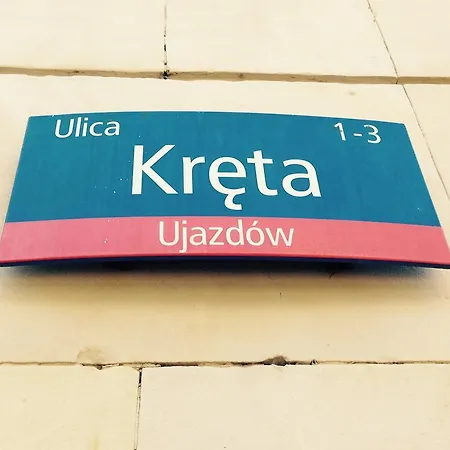 Ulica 1-3
Kręta
Ujazdów